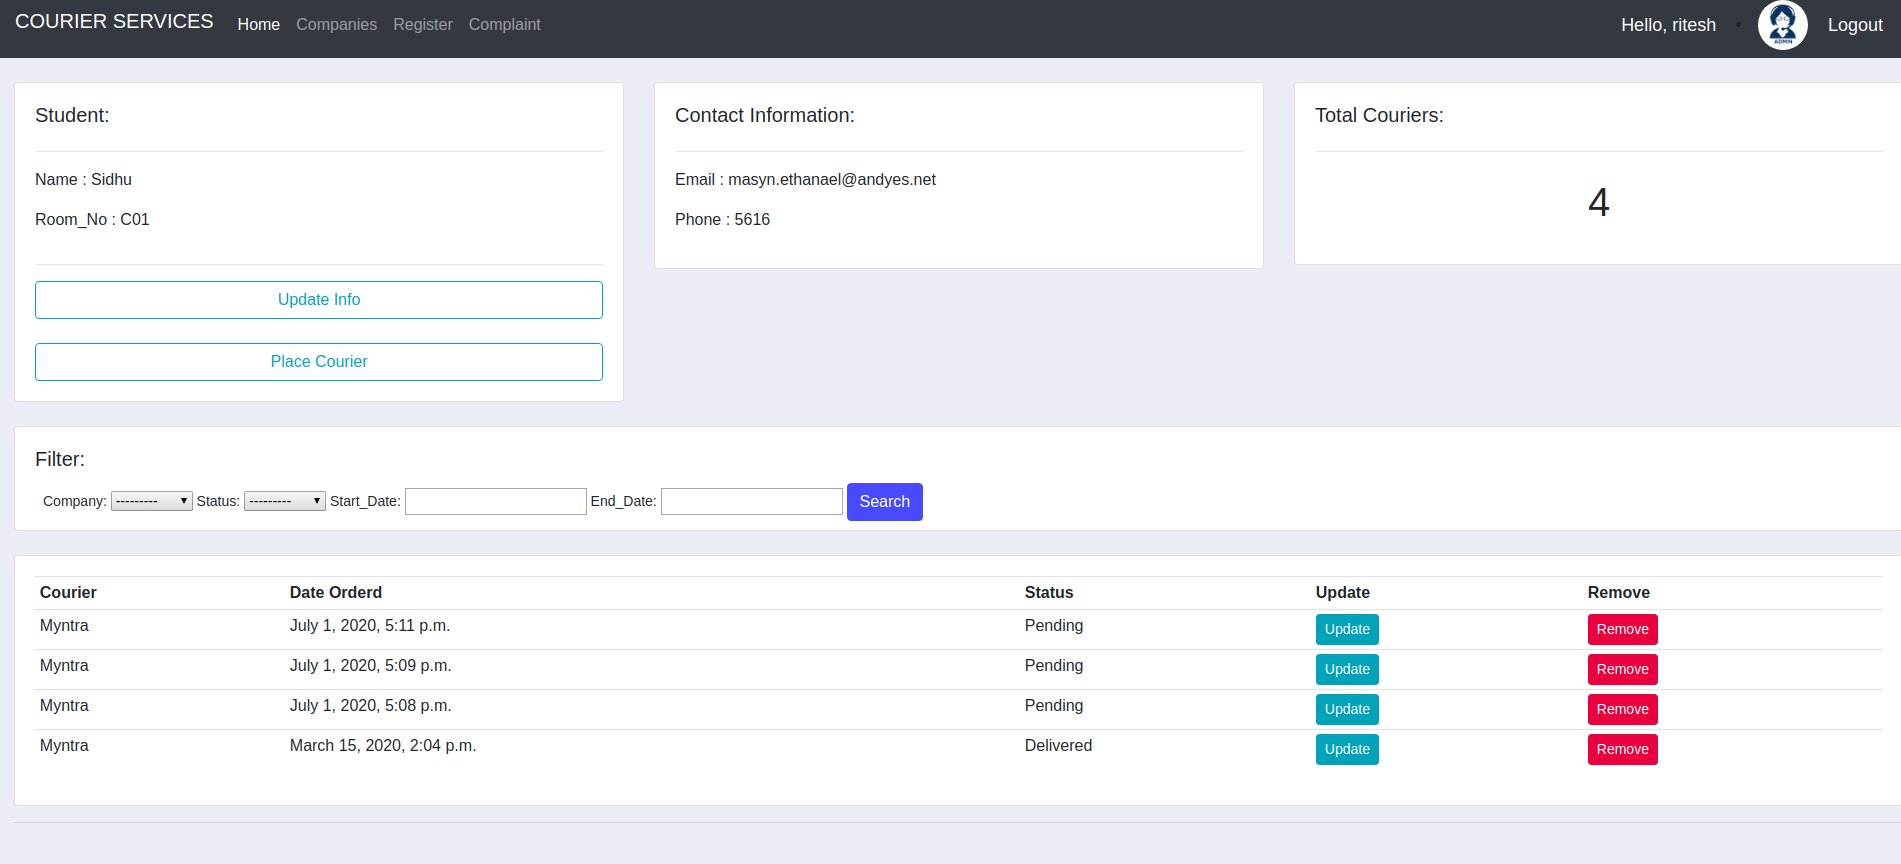 COURIER SERVICES Home Companies Register Complaint Hello, ritesh ADMIN Logout
Student:
Name : Sidhu
Room_No : C01
Update Info
Place Courier
Contact Information:
Email : masyn.ethanael@andyes.net
Phone : 5616
Total Couriers:
4
Filter:
Company: --------- Status: --------- Start_Date: End_Date: Search
Courier Date Orderd Status Update Remove
Myntra July 1, 2020, 5:11 p.m. Pending Update Remove
Myntra July 1, 2020, 5:09 p.m. Pending Update Remove
Myntra July 1, 2020, 5:08 p.m. Pending Update Remove
Myntra March 15, 2020, 2:04 p.m. Delivered Update Remove